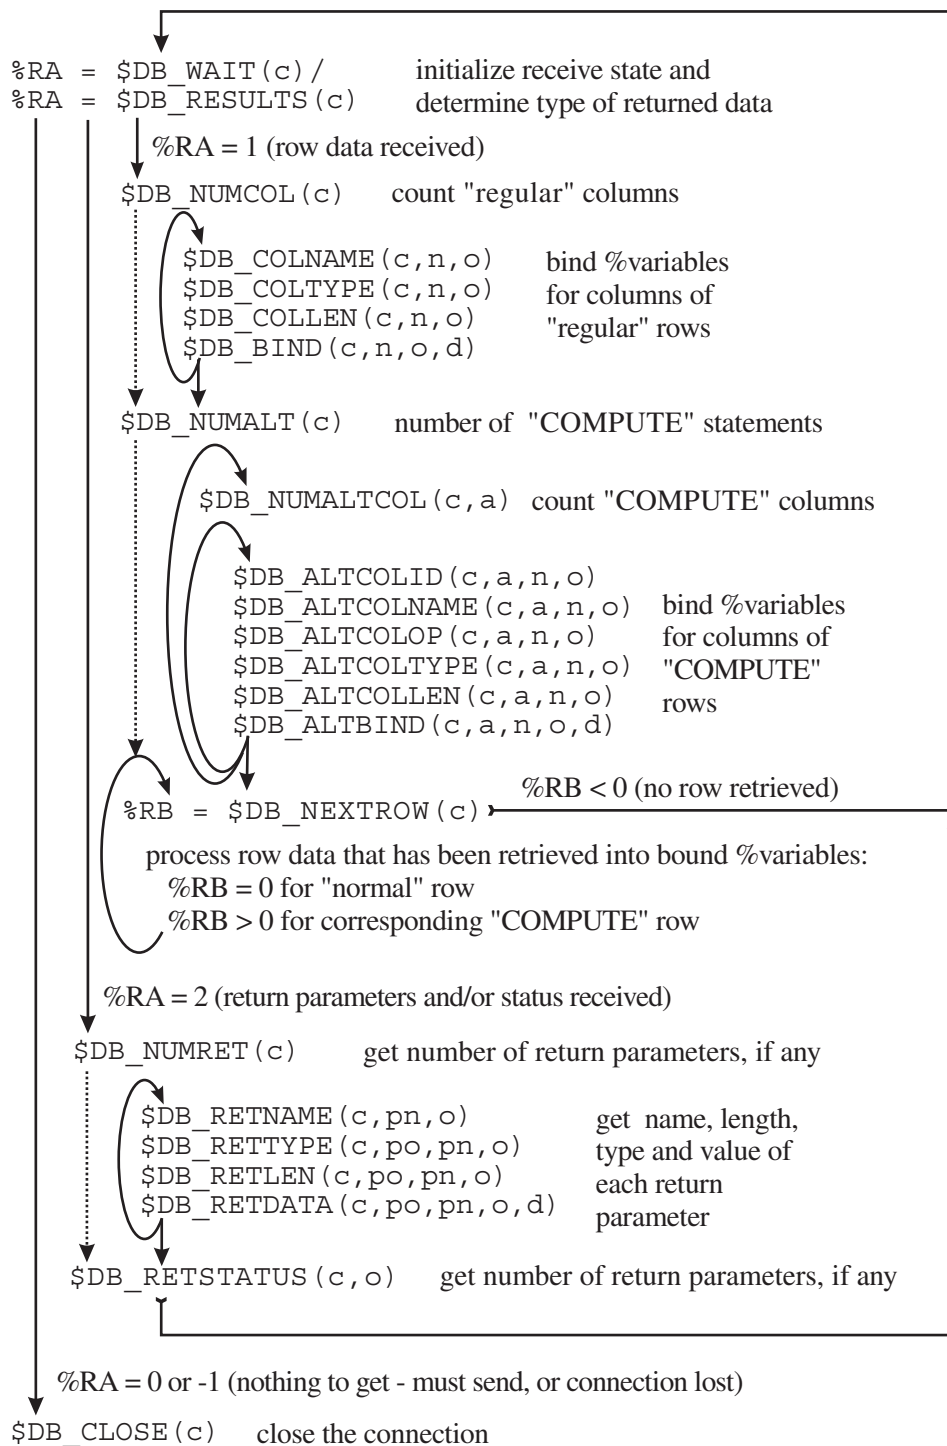 %RA = $DB_WAIT(c)/ initialize receive state and
%RA = $DB_RESULTS(c) determine type of returned data
%RA = 1 (row data received)
$DB_NUMCOL(c) count "regular" columns
$DB_COLNAME(c,n,o) bind %variables
$DB_COLTYPE(c,n,o) for columns of
$DB_COLLEN(c,n,o) "regular" rows
$DB_BIND(c,n,o,d)
$DB_NUMALT(c) number of "COMPUTE" statements
$DB_NUMALTCOL(c,a) count "COMPUTE" columns
$DB_ALTCOLID(c,a,n,o)
$DB_ALTCOLNAME(c,a,n,o) bind %variables
$DB_ALTCOLOP(c,a,n,o) for columns of
$DB_ALTCOLTYPE(c,a,n,o) "COMPUTE"
$DB_ALTCOLLEN(c,a,n,o) rows
$DB_ALTBIND(c,a,n,o,d)
%RB < 0 (no row retrieved)
%RB = $DB_NEXTROW(c)
process row data that has been retrieved into bound %variables:
%RB = 0 for "normal" row
%RB > 0 for corresponding "COMPUTE" row
%RA = 2 (return parameters and/or status received)
$DB_NUMRET(c) get number of return parameters, if any
$DB_RETNAME(c,pn,o) get name, length,
$DB_RETTYPE(c,po,pn,o) type and value of
$DB_RETLEN(c,po,pn,o) each return
$DB_RETDATA(c,po,pn,o,d) parameter
$DB_RETSTATUS(c,o) get number of return parameters, if any
%RA = 0 or -1 (nothing to get - must send, or connection lost)
$DB_CLOSE(c) close the connection